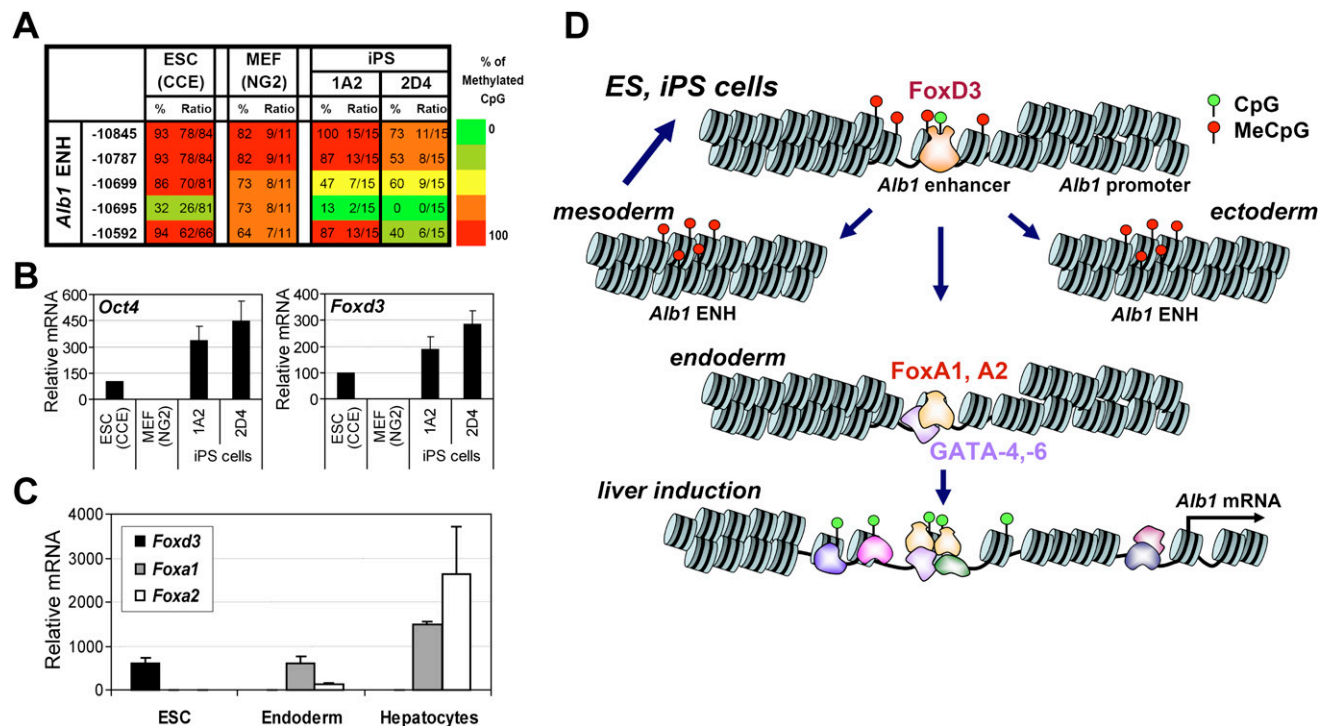 A
ESC MEF iPS
(CCE) (NG2) 1A2 2D4
% Ratio % Ratio % Ratio % Ratio
Alb1 ENH
-10845 93 78/84 82 9/11 100 15/15 73 11/15
-10787 93 78/84 82 9/11 87 13/15 53 8/15
-10699 86 70/81 73 8/11 47 7/15 60 9/15
-10695 32 26/81 73 8/11 13 2/15 0 0/15
-10592 94 62/66 64 7/11 87 13/15 40 6/15
% of
Methylated
CpG
0
100
B
Relative mRNA
600
450
300
150
0
Oct4
ESC
(CCE)
MEF
(NG2)
1A2
2D4
iPS cells
Relative mRNA
400
300
200
100
0
Foxd3
ESC
(CCE)
MEF
(NG2)
1A2
2D4
iPS cells
C
Relative mRNA
4000
3000
2000
1000
0
Foxd3
Foxa1
Foxa2
ESC Endoderm Hepatocytes
D
ES, iPS cells
FoxD3
CpG
MeCpG
Alb1 enhancer
Alb1 promoter
mesoderm
ectoderm
Alb1 ENH
Alb1 ENH
endoderm
FoxA1, A2
GATA-4,-6
liver induction
Alb1 mRNA